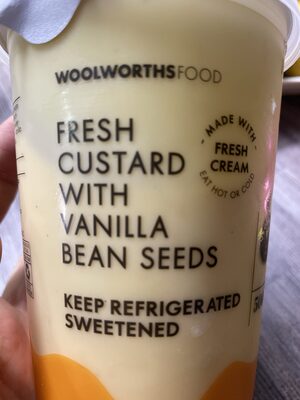 WOOLWORTHSFOOD
FRESH
CUSTARD
WITH
VANILLA
BEAN SEEDS
- MADE WITH -
FRESH
CREAM
EAT HOT OR COLD
KEEP REFRIGERATED
SWEETENED